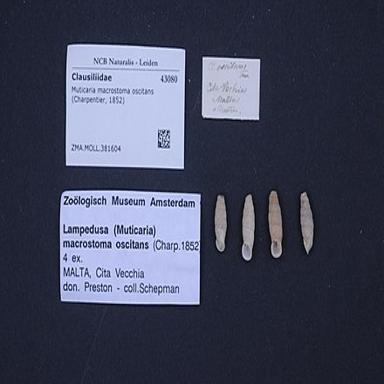 NCB Naturalis - Leiden
Clausiliidae 43080
Muticaria macrostoma oscitans
(Charpentier, 1852)
ZMA.MOLL.381604
Zoölogisch Museum Amsterdam
Lampedusa (Muticaria)
macrostoma oscitans (Charp.1852
4 ex.
MALTA, Cita Vecchia
don. Preston - coll.Schepman